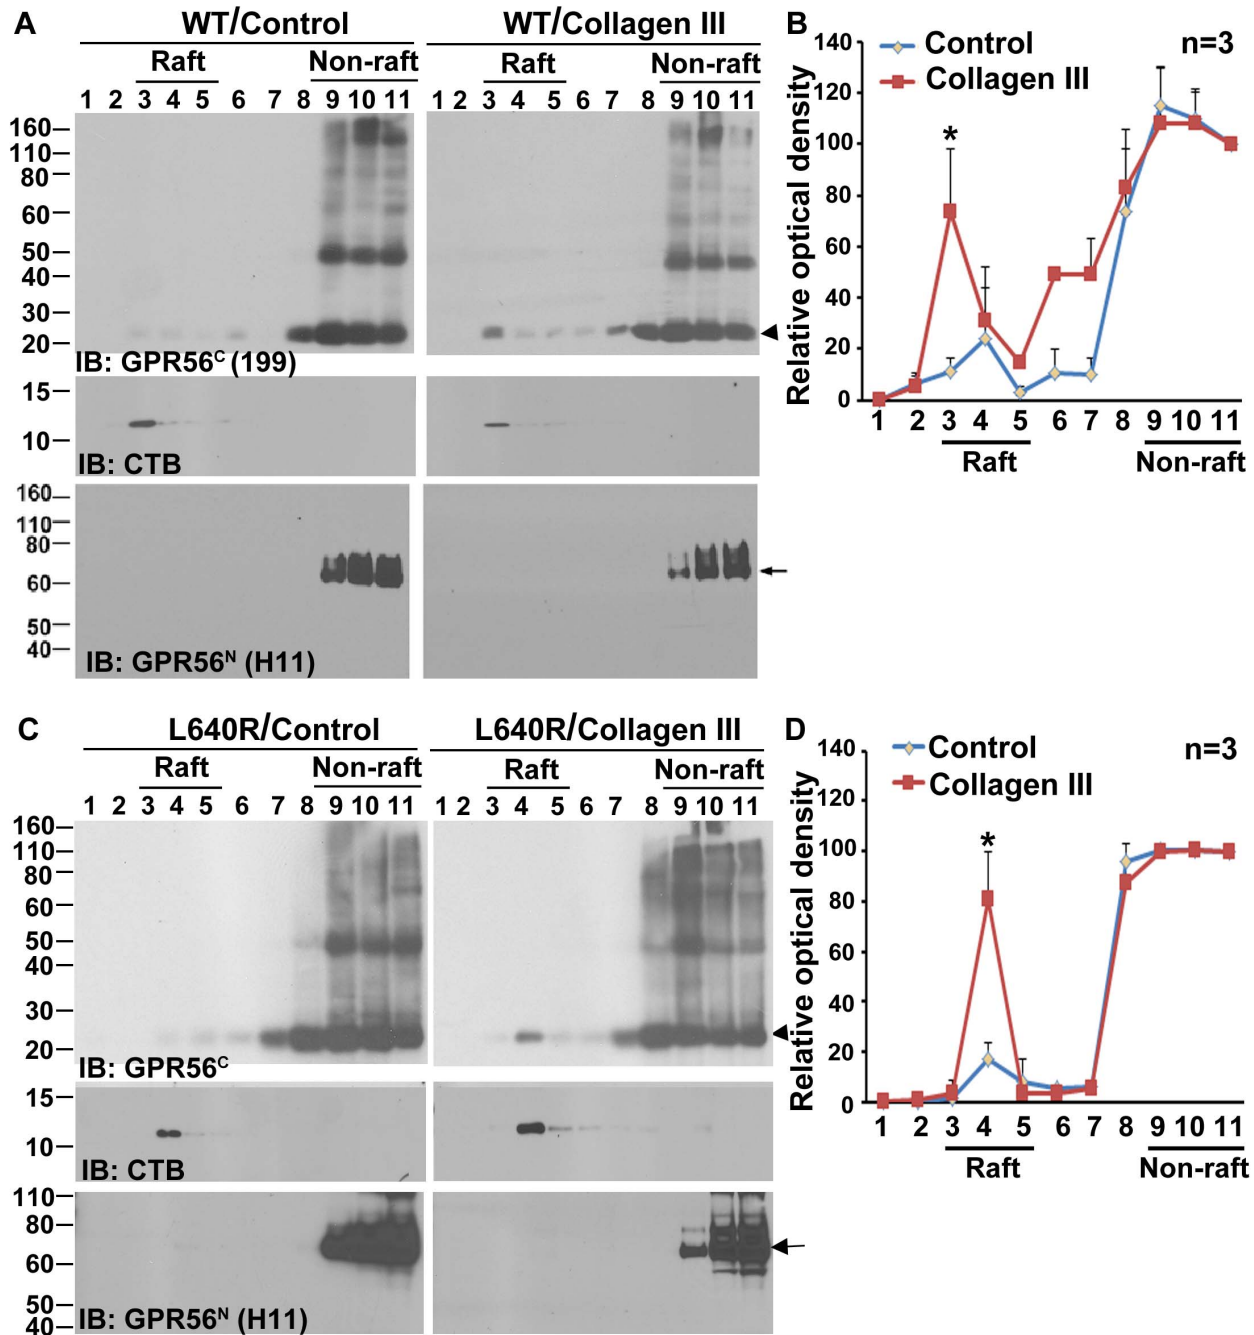 A
WT/Control
WT/Collagen III
Raft
Non-raft
Raft
Non-raft
1 2 3 4 5 6 7 8 9 10 11
1 2 3 4 5 6 7 8 9 10 11
160
110
80
60
50
40
30
20
IB: GPR56ᶜ (199)
15
10
IB: CTB
160
110
80
60
50
40
IB: GPR56ᴺ (H11)
B
Control
Collagen III
n=3
Relative optical density
140
120
100
80
60
40
20
0
*
1 2 3 4 5 6 7 8 9 10 11
Raft
Non-raft
C
L640R/Control
L640R/Collagen III
Raft
Non-raft
Raft
Non-raft
1 2 3 4 5 6 7 8 9 10 11
1 2 3 4 5 6 7 8 9 10 11
160
110
80
60
50
40
30
20
IB: GPR56ᶜ
15
10
IB: CTB
110
80
60
50
40
IB: GPR56ᴺ (H11)
D
Control
Collagen III
n=3
Relative optical density
140
120
100
80
60
40
20
0
*
1 2 3 4 5 6 7 8 9 10 11
Raft
Non-raft